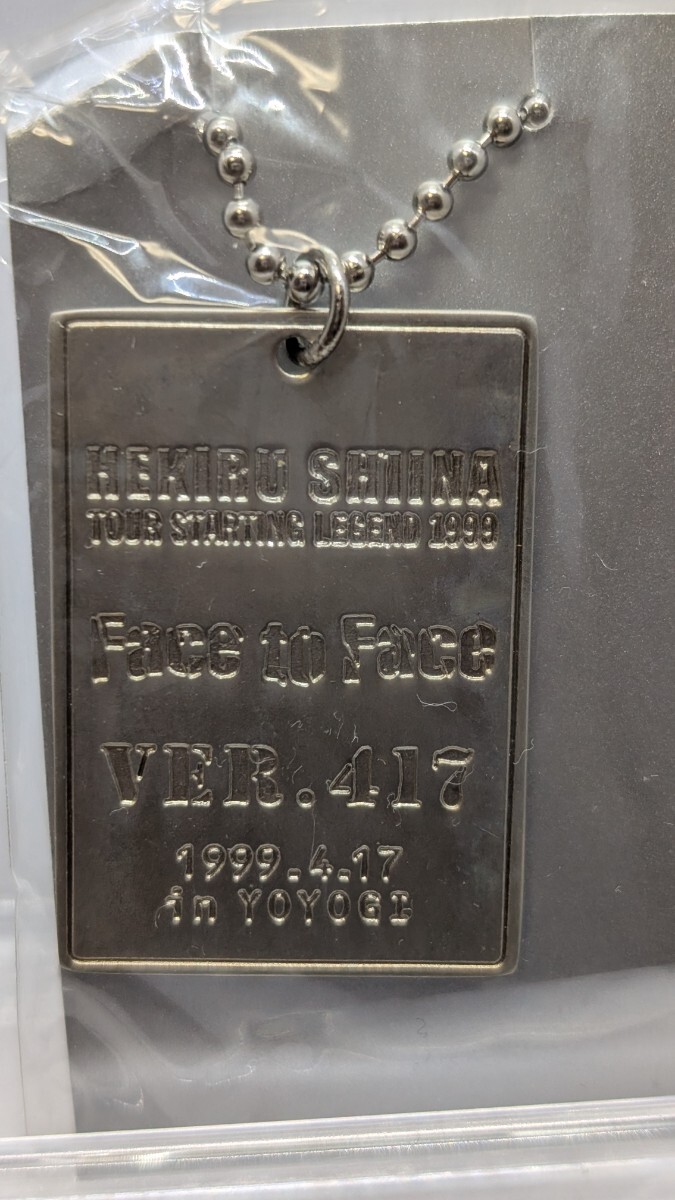 HEKIRU SHIINA
TOUR STARTING LEGEND 1999
Face to Face
VER.417
1999.4.17
in YOYOGI